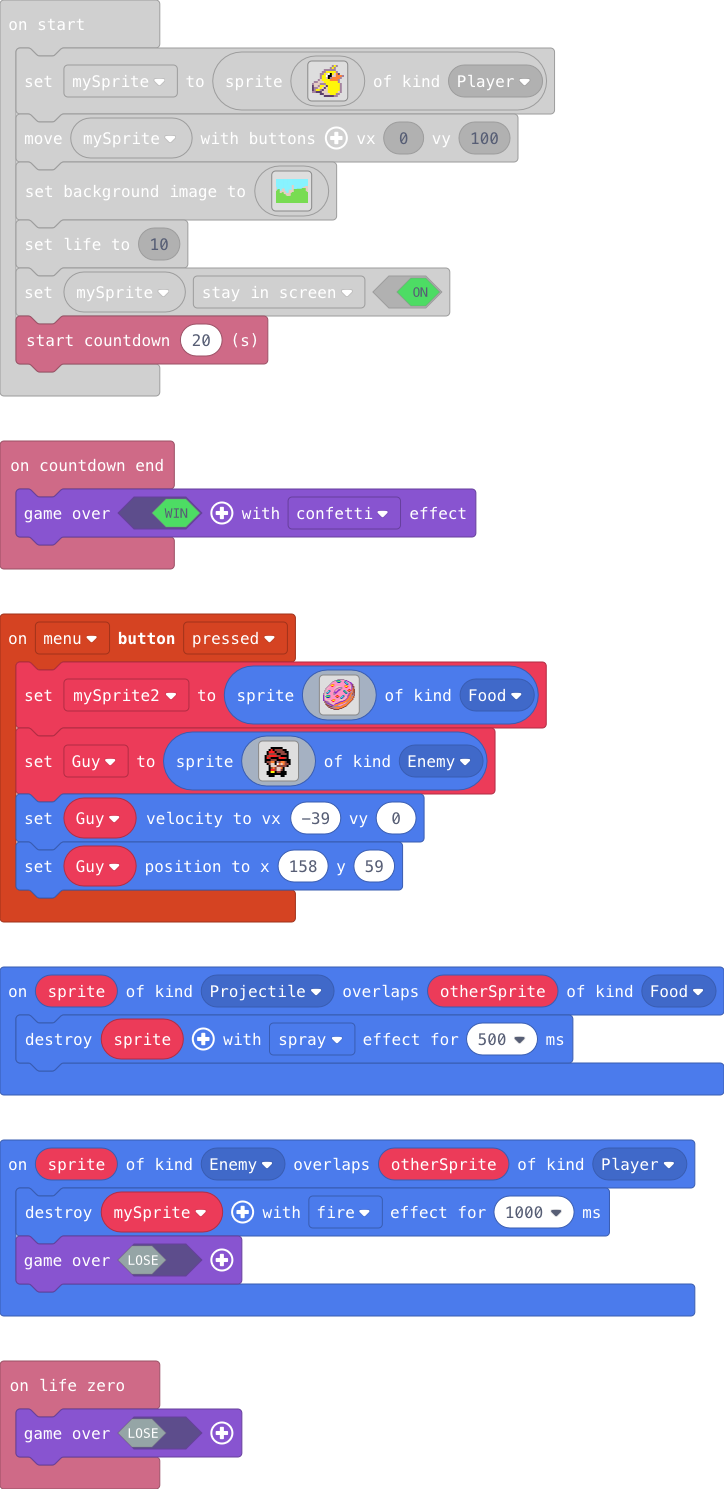 on start
set mySprite to sprite of kind Player
move mySprite with buttons vx 0 vy 100
set background image to
set life to 10
set mySprite stay in screen ON
start countdown 20 (s)
on countdown end
game over WIN with confetti effect
on menu button pressed
set mySprite2 to sprite of kind Food
set Guy to sprite of kind Enemy
set Guy velocity to vx -39 vy 0
set Guy position to x 158 y 59
on sprite of kind Projectile overlaps otherSprite of kind Food
destroy sprite with spray effect for 500 ms
on sprite of kind Enemy overlaps otherSprite of kind Player
destroy mySprite with fire effect for 1000 ms
game over LOSE
on life zero
game over LOSE